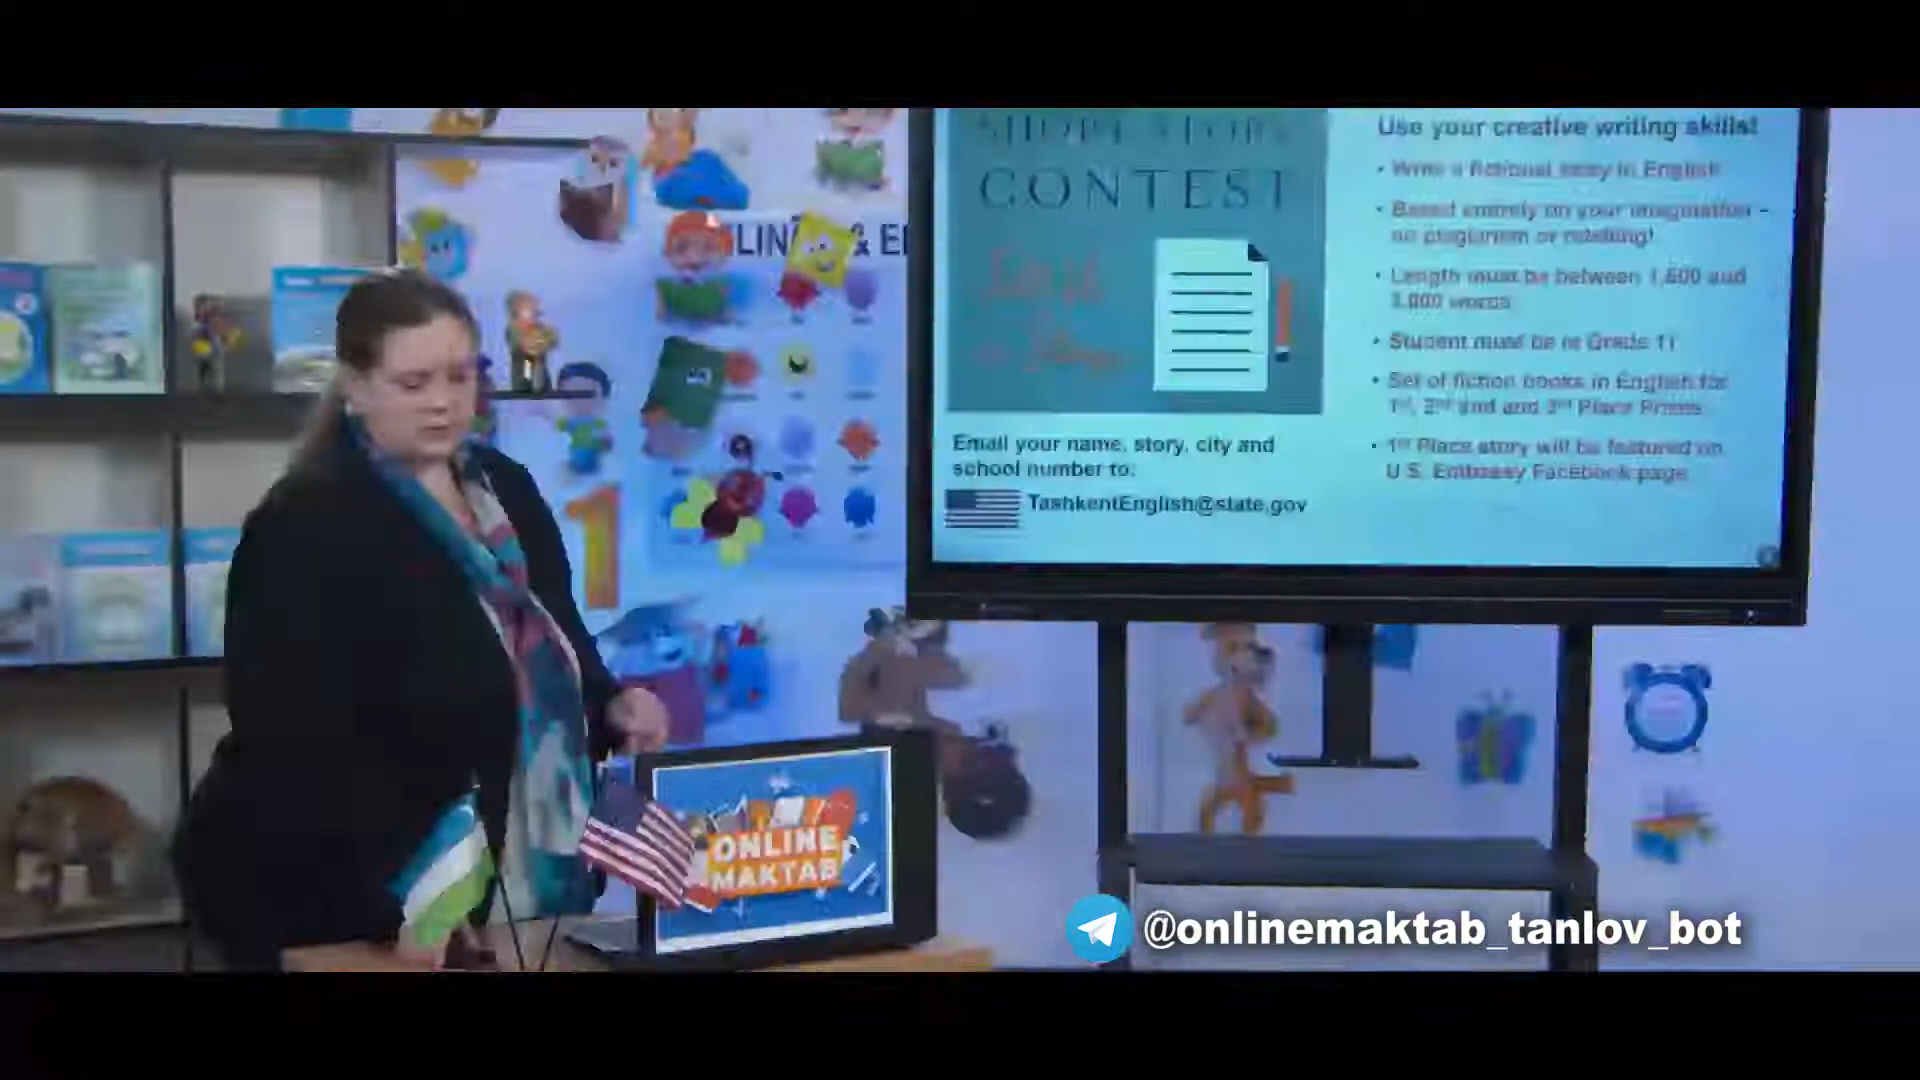 SHORT STORY
CONTEST
Email your name, story, city and
school number to:
TashkentEnglish@state.gov
Use your creative writing skills!
• Write a fictional essay in English
• Based entirely on your imagination –
no plagiarism or retelling!
• Length must be between 1,500 and
3,000 words
• Student must be in Grade 11
• Set of fiction books in English for
1st, 2nd and 3rd Place Prizes
• 1st Place story will be featured on
U.S. Embassy Facebook page
& E
1
ONLINE
MAKTAB
@onlinemaktab_tanlov_bot